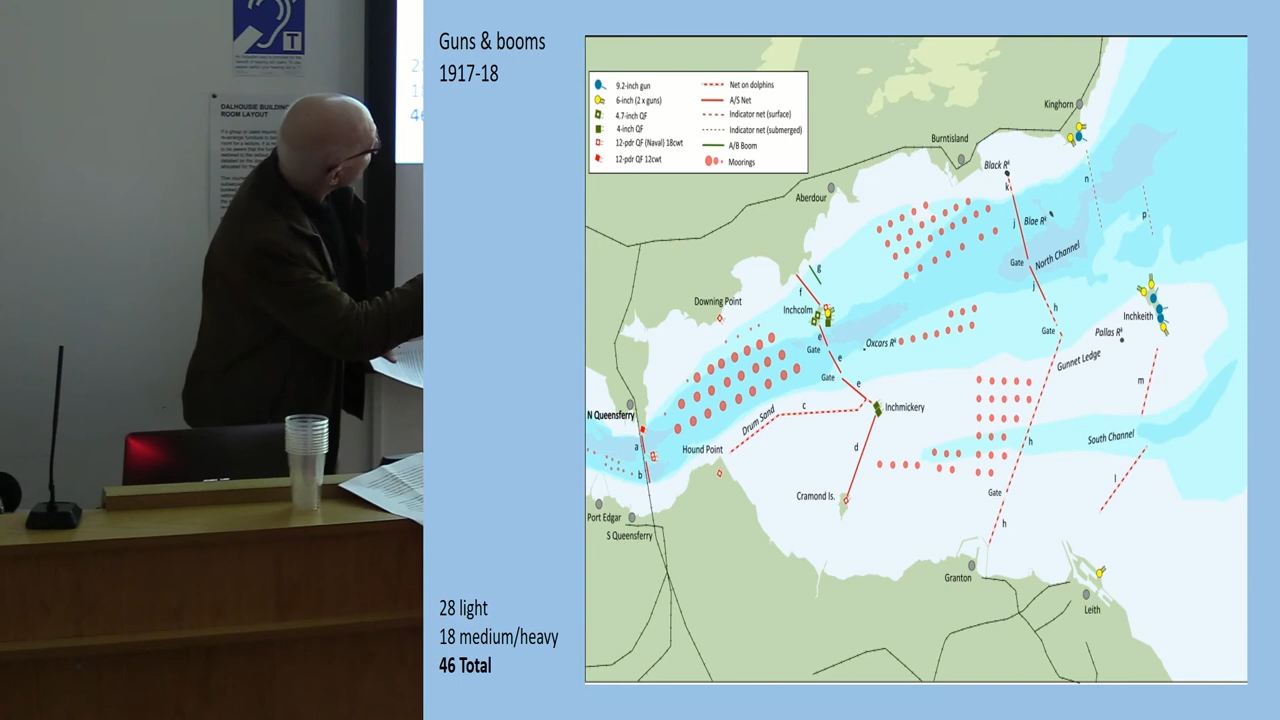 T
DALHOUSIE BUILDING
ROOM LAYOUT
Guns & booms
1917-18
28 light
18 medium/heavy
46 Total
9.2-inch gun
6-inch (2 x guns)
4.7-inch QF
4-inch QF
12-pdr QF (Naval) 18cwt
12-pdr QF 12cwt
Net on dolphins
A/S Net
Indicator net (surface)
Indicator net (submerged)
A/B Boom
Moorings
Kinghorn
Burntisland
Black Rk
k
n
Aberdour
j
Blae Rk
p
North Channel
Gate
g
f
j
Downing Point
Inchcolm
h
Inchkeith
e
Gate
Pallas Rk
Oxcars Rk
Gate
e
Gunnet Ledge
Gate
e
m
c
Inchmickery
N Queensferry
Drum Sand
South Channel
a
Hound Point
d
h
b
l
Cramond Is.
Gate
Port Edgar
h
S Queensferry
Granton
Leith